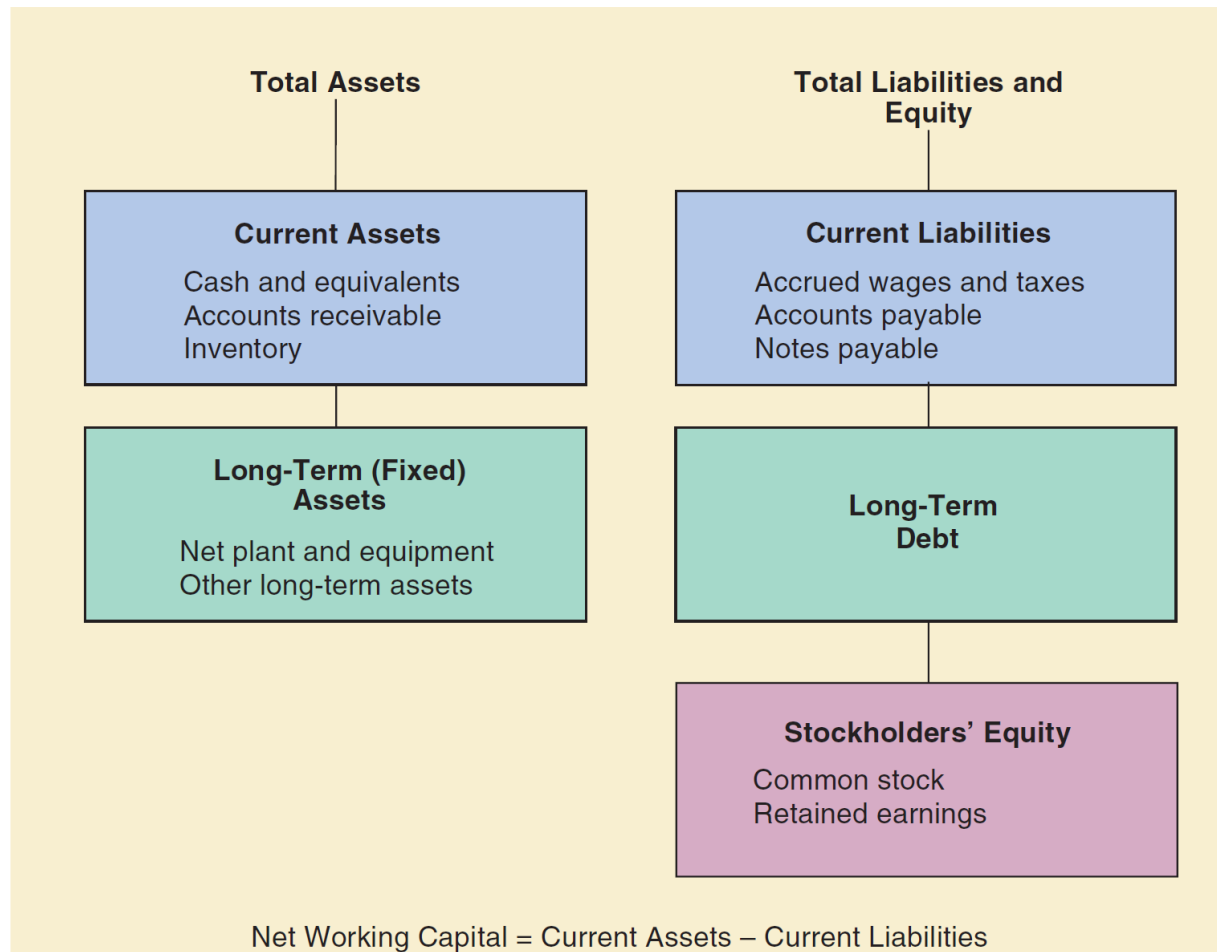 Total Assets
Current Assets
Cash and equivalents
Accounts receivable
Inventory
Long-Term (Fixed)
Assets
Net plant and equipment
Other long-term assets
Total Liabilities and
Equity
Current Liabilities
Accrued wages and taxes
Accounts payable
Notes payable
Long-Term
Debt
Stockholders’ Equity
Common stock
Retained earnings
Net Working Capital = Current Assets – Current Liabilities